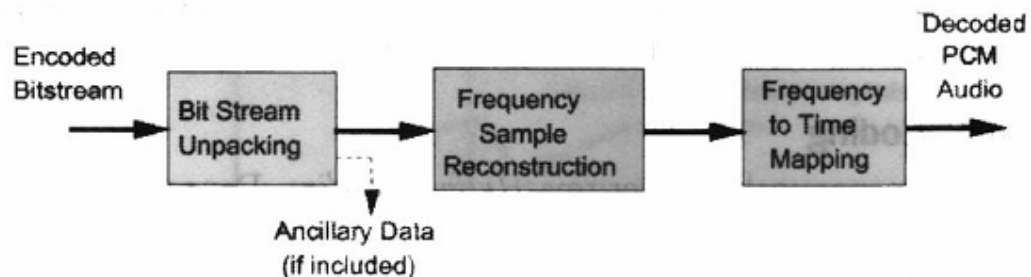 Encoded
Bitstream
Bit Stream
Unpacking
Ancillary Data
(if included)
Frequency
Sample
Reconstruction
Frequency
to Time
Mapping
Decoded
PCM
Audio
oding